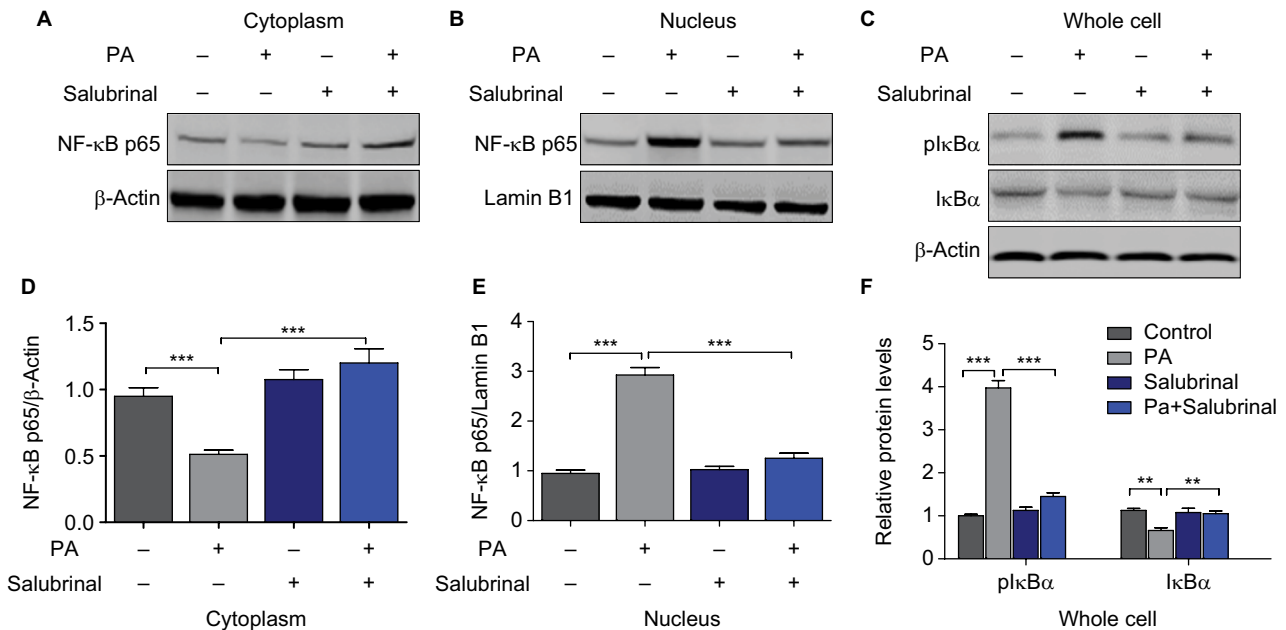 A
Cytoplasm
PA – + – +
Salubrinal – – + +
NF-κB p65
β-Actin
B
Nucleus
PA – + – +
Salubrinal – – + +
NF-κB p65
Lamin B1
C
Whole cell
PA – + – +
Salubrinal – – + +
pIκBα
IκBα
β-Actin
D
NF-κB p65/β-Actin
1.5
1.0
0.5
0.0
***
***
PA – + – +
Salubrinal – – + +
Cytoplasm
E
NF-κB p65/Lamin B1
4
3
2
1
0
***
***
PA – + – +
Salubrinal – – + +
Nucleus
F
Relative protein levels
5
4
3
2
1
0
*** ***
** **
Control
PA
Salubrinal
Pa+Salubrinal
pIκBα IκBα
Whole cell